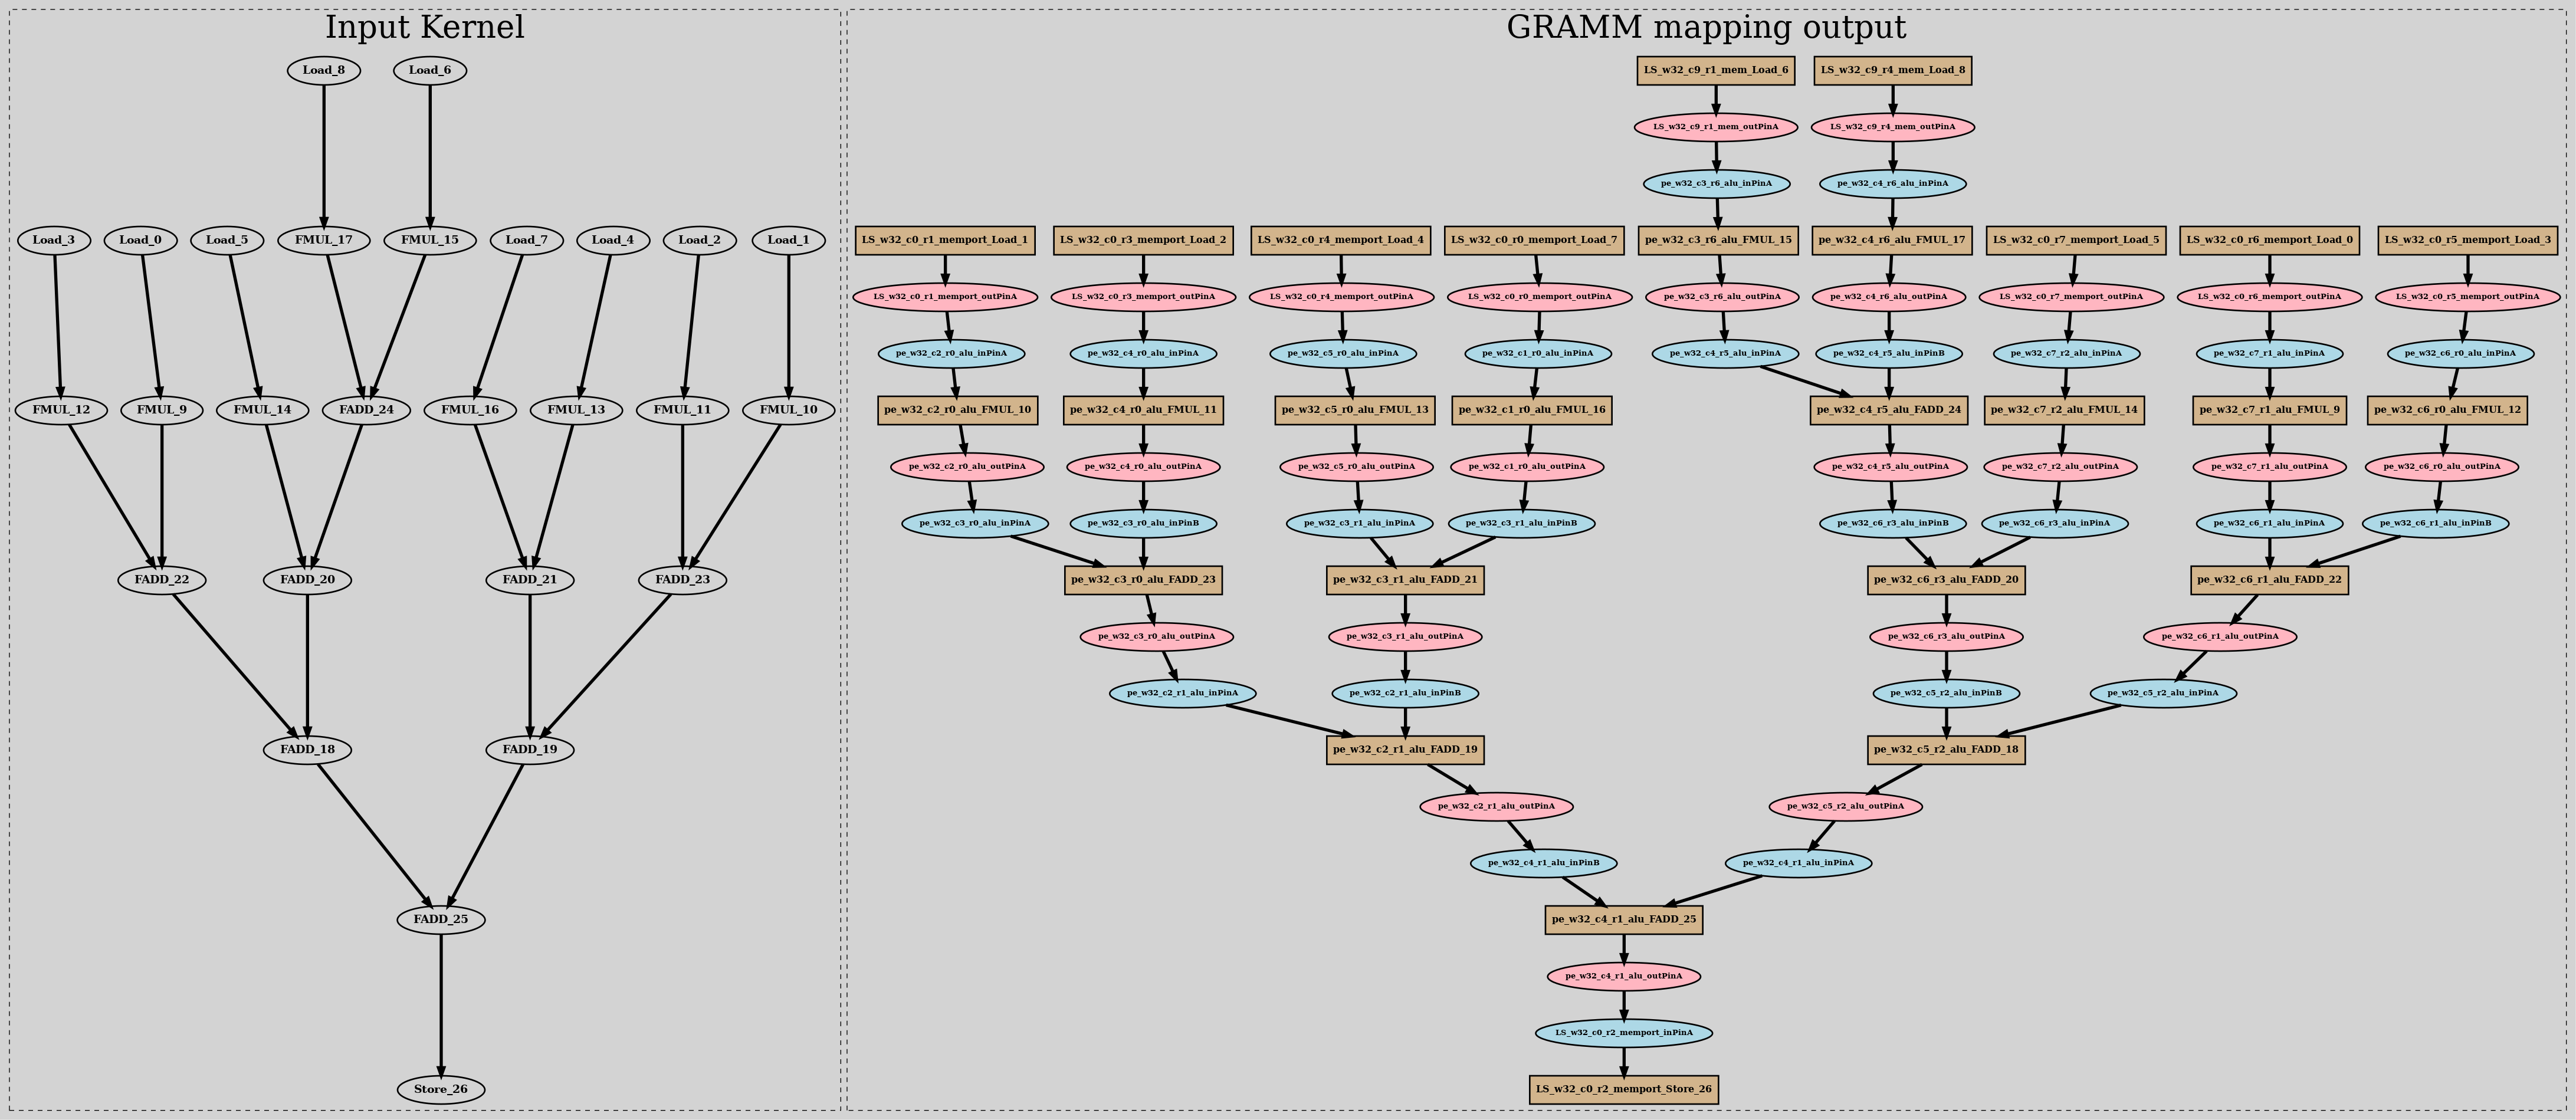 Input Kernel
Load_8
Load_6
Load_3
Load_0
Load_5
FMUL_17
FMUL_15
Load_7
Load_4
Load_2
Load_1
FMUL_12
FMUL_9
FMUL_14
FADD_24
FMUL_16
FMUL_13
FMUL_11
FMUL_10
FADD_22
FADD_20
FADD_21
FADD_23
FADD_18
FADD_19
FADD_25
Store_26
GRAMM mapping output
LS_w32_c9_r1_mem_Load_6
LS_w32_c9_r4_mem_Load_8
LS_w32_c9_r1_mem_outPinA
LS_w32_c9_r4_mem_outPinA
pe_w32_c3_r6_alu_inPinA
pe_w32_c4_r6_alu_inPinA
LS_w32_c0_r1_memport_Load_1
LS_w32_c0_r3_memport_Load_2
LS_w32_c0_r4_memport_Load_4
LS_w32_c0_r0_memport_Load_7
pe_w32_c3_r6_alu_FMUL_15
pe_w32_c4_r6_alu_FMUL_17
LS_w32_c0_r7_memport_Load_5
LS_w32_c0_r6_memport_Load_0
LS_w32_c0_r5_memport_Load_3
LS_w32_c0_r1_memport_outPinA
LS_w32_c0_r3_memport_outPinA
LS_w32_c0_r4_memport_outPinA
LS_w32_c0_r0_memport_outPinA
pe_w32_c3_r6_alu_outPinA
pe_w32_c4_r6_alu_outPinA
LS_w32_c0_r7_memport_outPinA
LS_w32_c0_r6_memport_outPinA
LS_w32_c0_r5_memport_outPinA
pe_w32_c2_r0_alu_inPinA
pe_w32_c4_r0_alu_inPinA
pe_w32_c5_r0_alu_inPinA
pe_w32_c1_r0_alu_inPinA
pe_w32_c4_r5_alu_inPinA
pe_w32_c4_r5_alu_inPinB
pe_w32_c7_r2_alu_inPinA
pe_w32_c7_r1_alu_inPinA
pe_w32_c6_r0_alu_inPinA
pe_w32_c2_r0_alu_FMUL_10
pe_w32_c4_r0_alu_FMUL_11
pe_w32_c5_r0_alu_FMUL_13
pe_w32_c1_r0_alu_FMUL_16
pe_w32_c4_r5_alu_FADD_24
pe_w32_c7_r2_alu_FMUL_14
pe_w32_c7_r1_alu_FMUL_9
pe_w32_c6_r0_alu_FMUL_12
pe_w32_c2_r0_alu_outPinA
pe_w32_c4_r0_alu_outPinA
pe_w32_c5_r0_alu_outPinA
pe_w32_c1_r0_alu_outPinA
pe_w32_c4_r5_alu_outPinA
pe_w32_c7_r2_alu_outPinA
pe_w32_c7_r1_alu_outPinA
pe_w32_c6_r0_alu_outPinA
pe_w32_c3_r0_alu_inPinA
pe_w32_c3_r0_alu_inPinB
pe_w32_c3_r1_alu_inPinA
pe_w32_c3_r1_alu_inPinB
pe_w32_c6_r3_alu_inPinB
pe_w32_c6_r3_alu_inPinA
pe_w32_c6_r1_alu_inPinA
pe_w32_c6_r1_alu_inPinB
pe_w32_c3_r0_alu_FADD_23
pe_w32_c3_r1_alu_FADD_21
pe_w32_c6_r3_alu_FADD_20
pe_w32_c6_r1_alu_FADD_22
pe_w32_c3_r0_alu_outPinA
pe_w32_c3_r1_alu_outPinA
pe_w32_c6_r3_alu_outPinA
pe_w32_c6_r1_alu_outPinA
pe_w32_c2_r1_alu_inPinA
pe_w32_c2_r1_alu_inPinB
pe_w32_c5_r2_alu_inPinB
pe_w32_c5_r2_alu_inPinA
pe_w32_c2_r1_alu_FADD_19
pe_w32_c5_r2_alu_FADD_18
pe_w32_c2_r1_alu_outPinA
pe_w32_c5_r2_alu_outPinA
pe_w32_c4_r1_alu_inPinB
pe_w32_c4_r1_alu_inPinA
pe_w32_c4_r1_alu_FADD_25
pe_w32_c4_r1_alu_outPinA
LS_w32_c0_r2_memport_inPinA
LS_w32_c0_r2_memport_Store_26